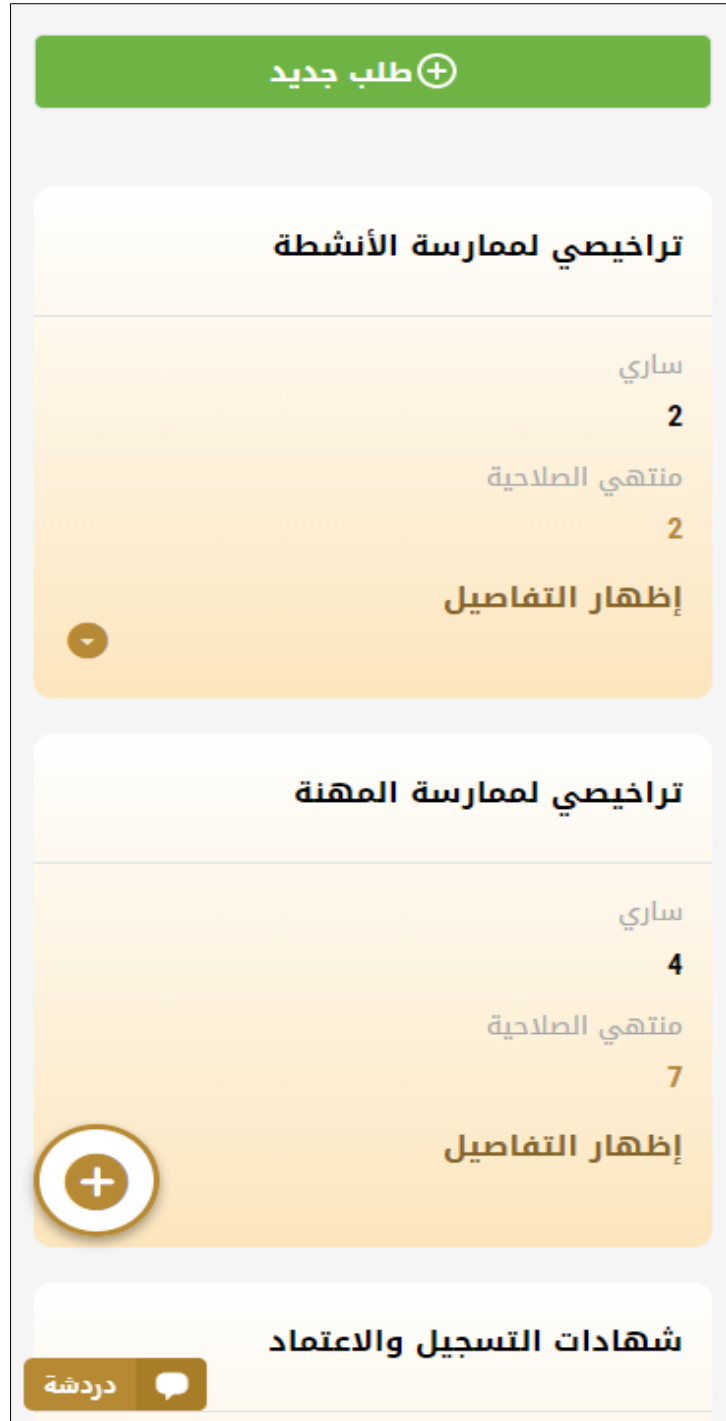 طلب جديد
تراخيصي لممارسة الأنشطة
ساري
2
منتهي الصلاحية
2
إظهار التفاصيل
تراخيصي لممارسة المهنة
ساري
4
منتهي الصلاحية
7
إظهار التفاصيل
شهادات التسجيل والاعتماد
دردشة